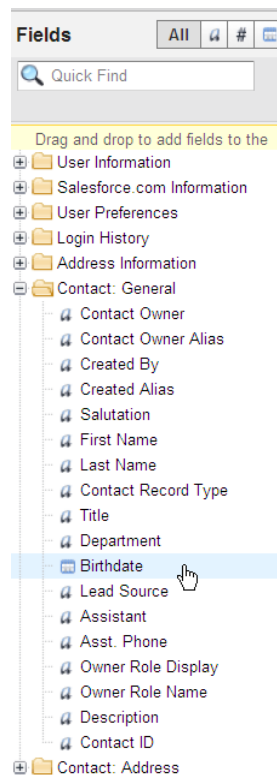 Fields All a #
Quick Find
Drag and drop to add fields to the
User Information
Salesforce.com Information
User Preferences
Login History
Address Information
Contact: General
a Contact Owner
a Contact Owner Alias
a Created By
a Created Alias
a Salutation
a First Name
a Last Name
a Contact Record Type
a Title
a Department
Birthdate
a Lead Source
a Assistant
a Asst. Phone
a Owner Role Display
a Owner Role Name
a Description
a Contact ID
Contact: Address